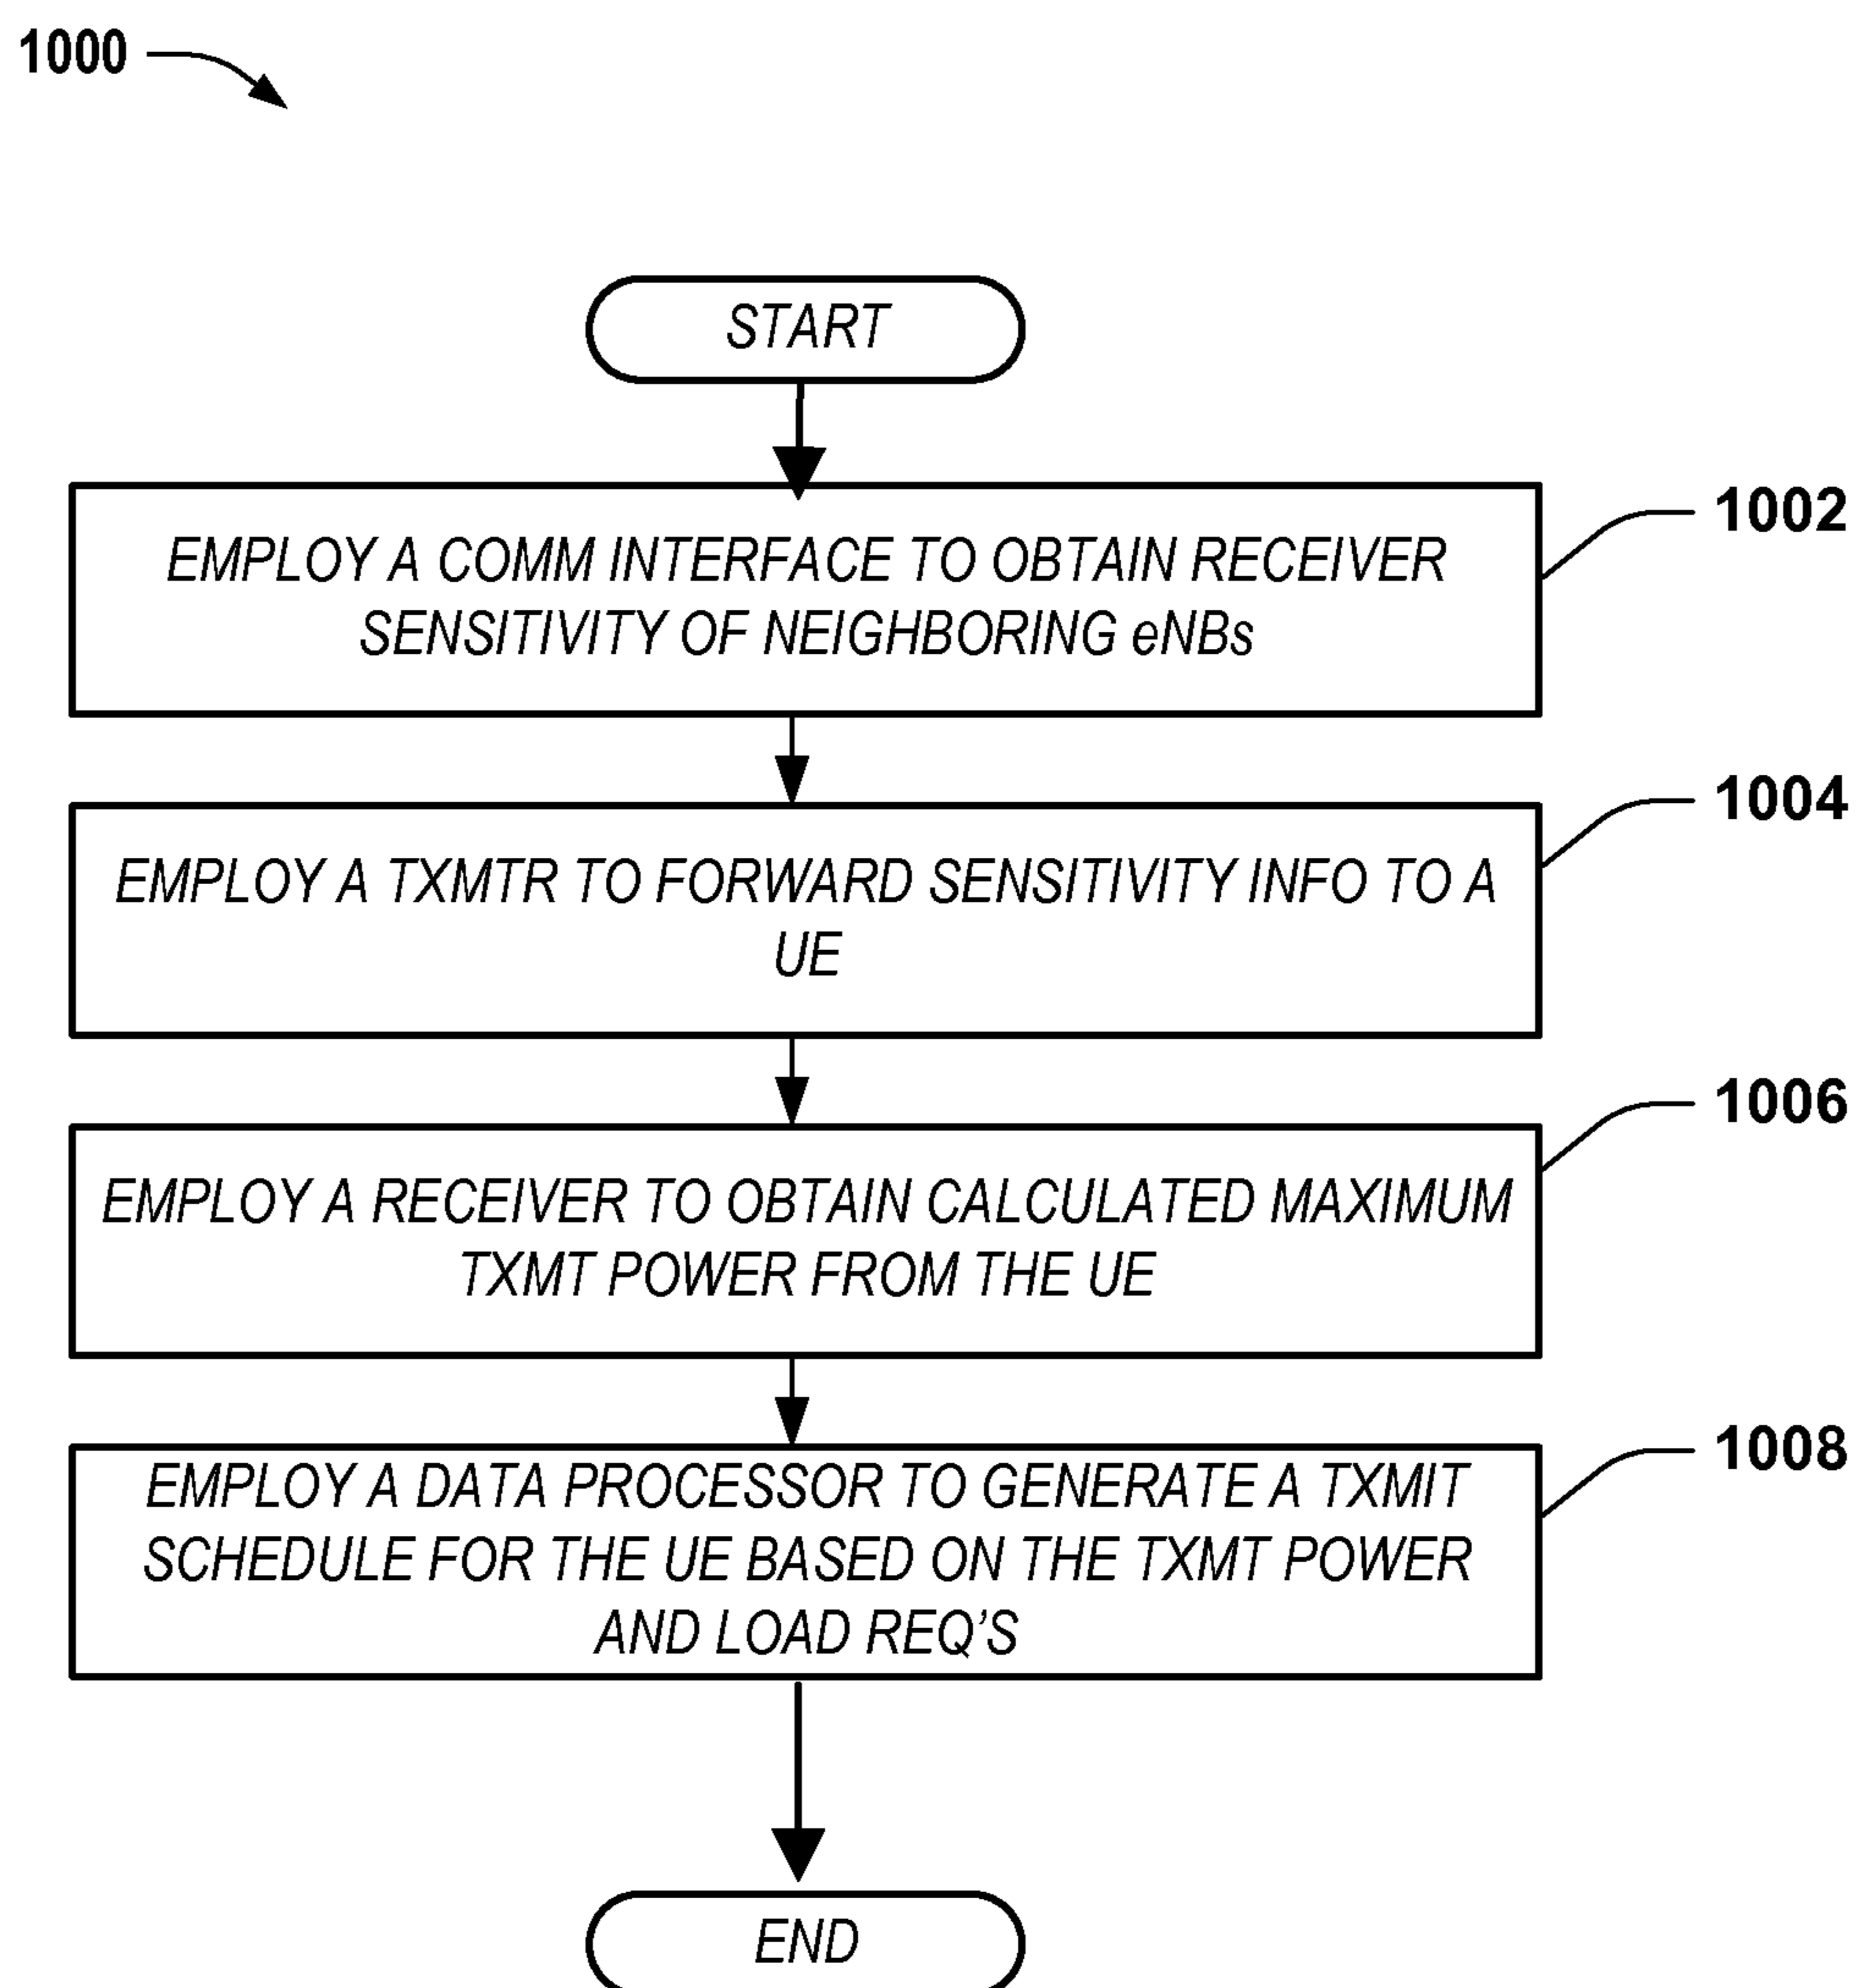 1000
START
EMPLOY A COMM INTERFACE TO OBTAIN RECEIVER
SENSITIVITY OF NEIGHBORING eNBs
1002
EMPLOY A TXMTR TO FORWARD SENSITIVITY INFO TO A
UE
1004
EMPLOY A RECEIVER TO OBTAIN CALCULATED MAXIMUM
TXMT POWER FROM THE UE
1006
EMPLOY A DATA PROCESSOR TO GENERATE A TXMIT
SCHEDULE FOR THE UE BASED ON THE TXMT POWER
AND LOAD REQ’S
1008
END